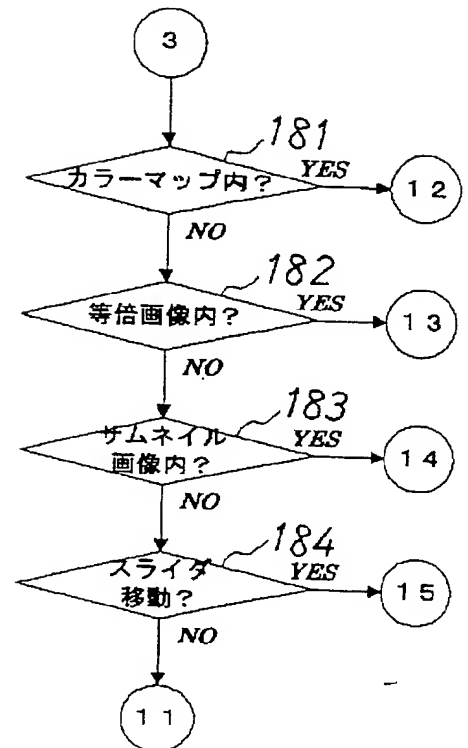 3
181
カラーマップ内?
YES
12
NO
182
等倍画像内?
YES
13
NO
183
サムネイル
画像内?
YES
14
NO
184
スライダ
移動?
YES
15
NO
11